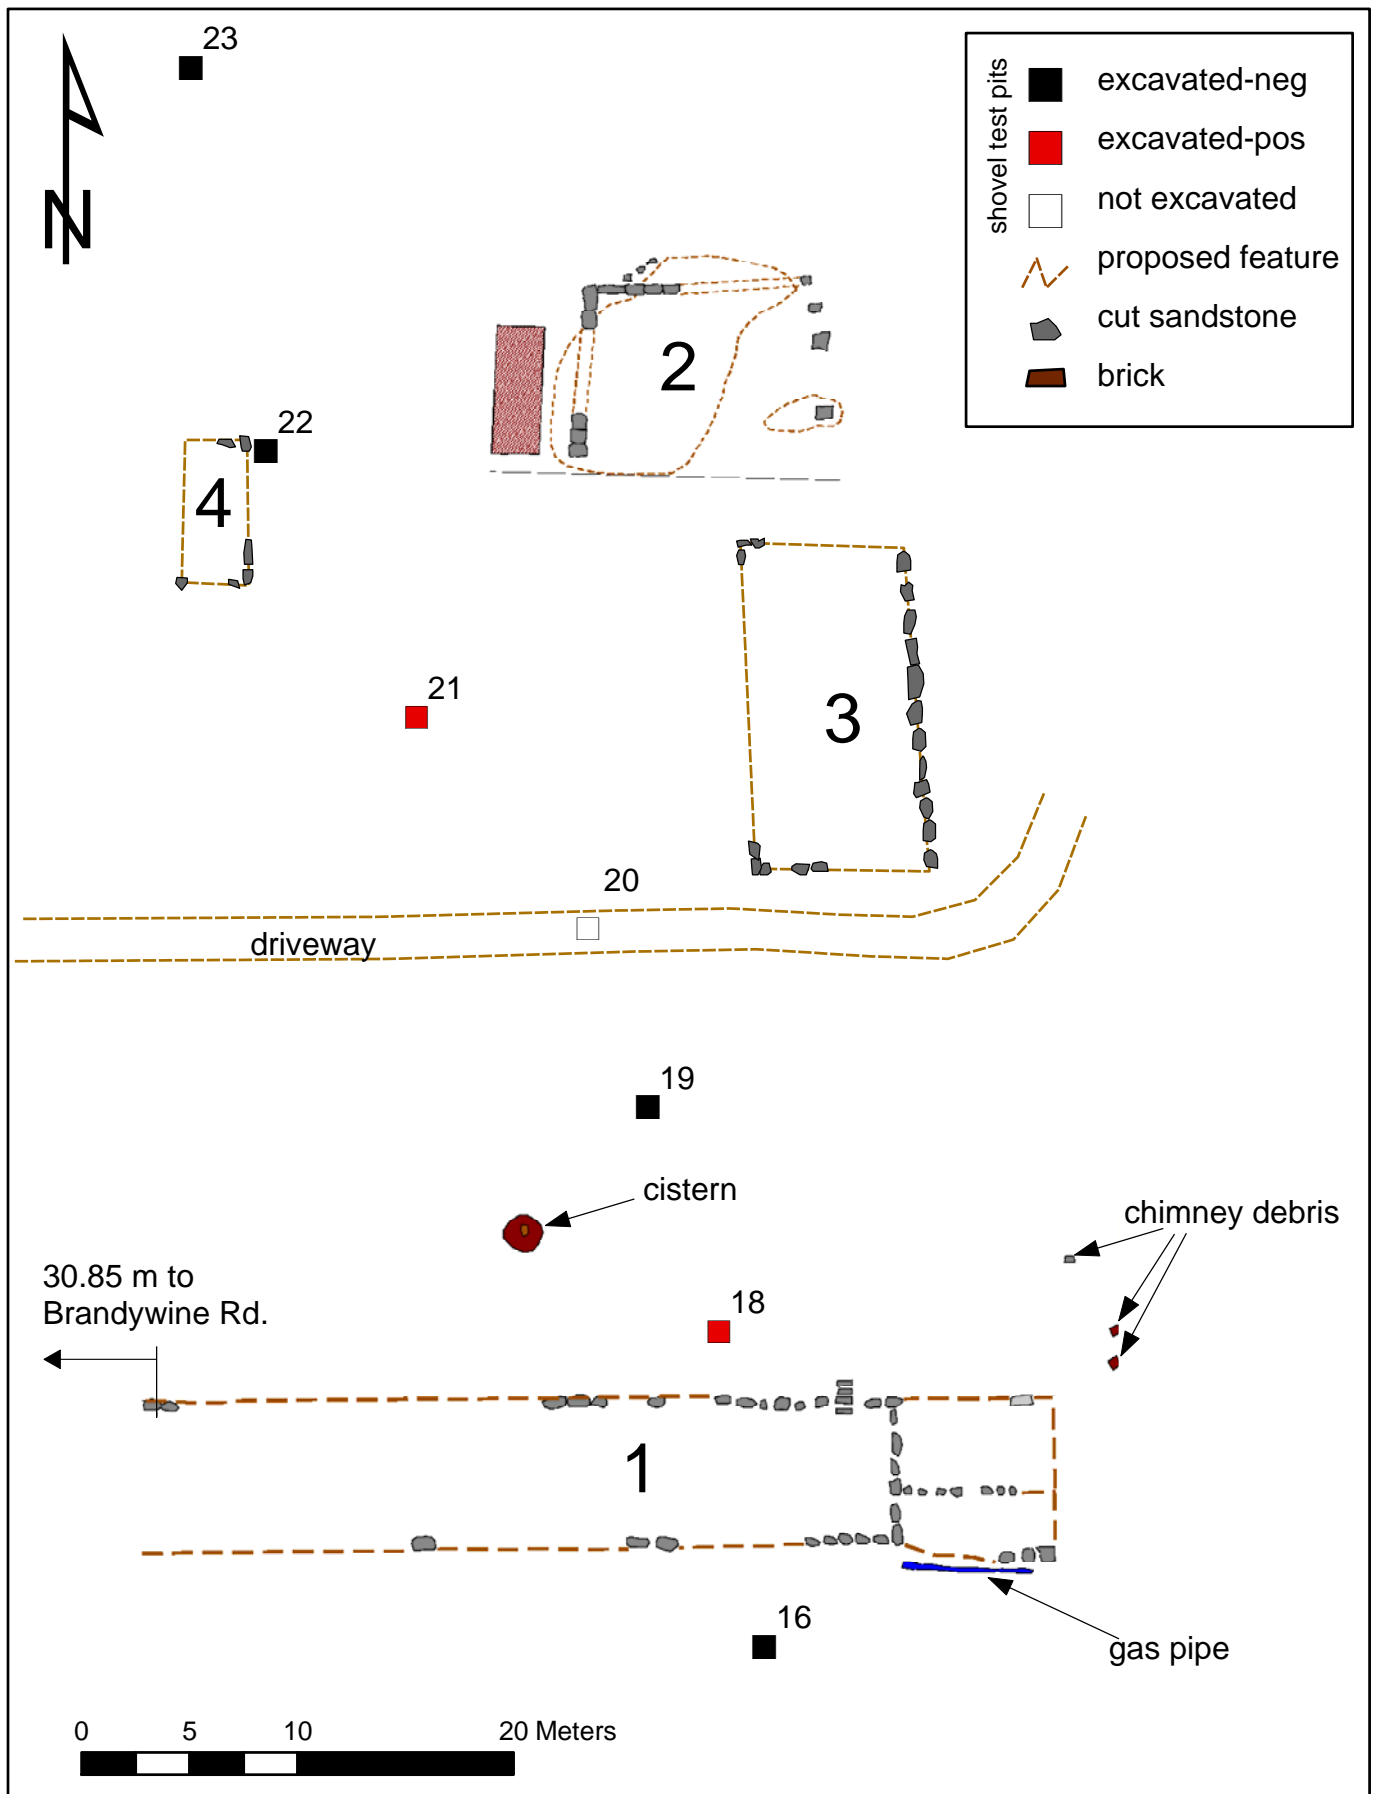 23
N
shovel test pits
excavated-neg
excavated-pos
not excavated
proposed feature
cut sandstone
brick
2
22
4
21
3
20
driveway
19
cistern
chimney debris
30.85 m to
Brandywine Rd.
18
1
16
gas pipe
0 5 10 20 Meters